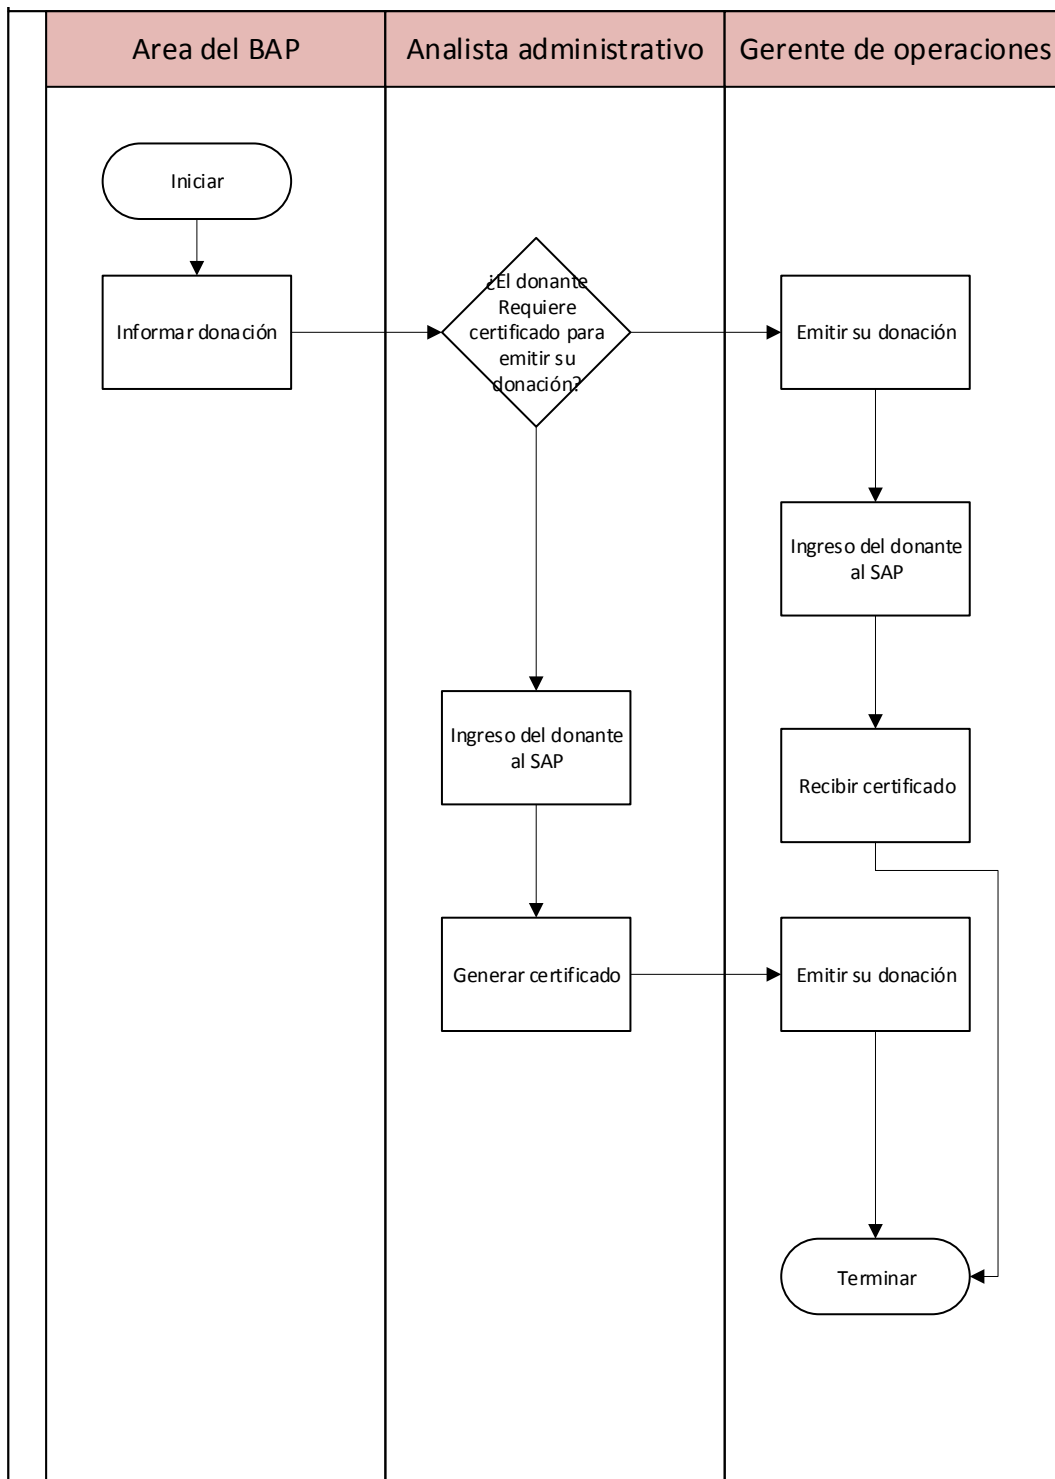 Area del BAP
Analista administrativo
Gerente de operaciones
Iniciar
Informar donación
¿El donante
Requiere
certificado para
emitir su
donación?
Emitir su donación
Ingreso del donante
al SAP
Ingreso del donante
al SAP
Recibir certificado
Generar certificado
Emitir su donación
Terminar